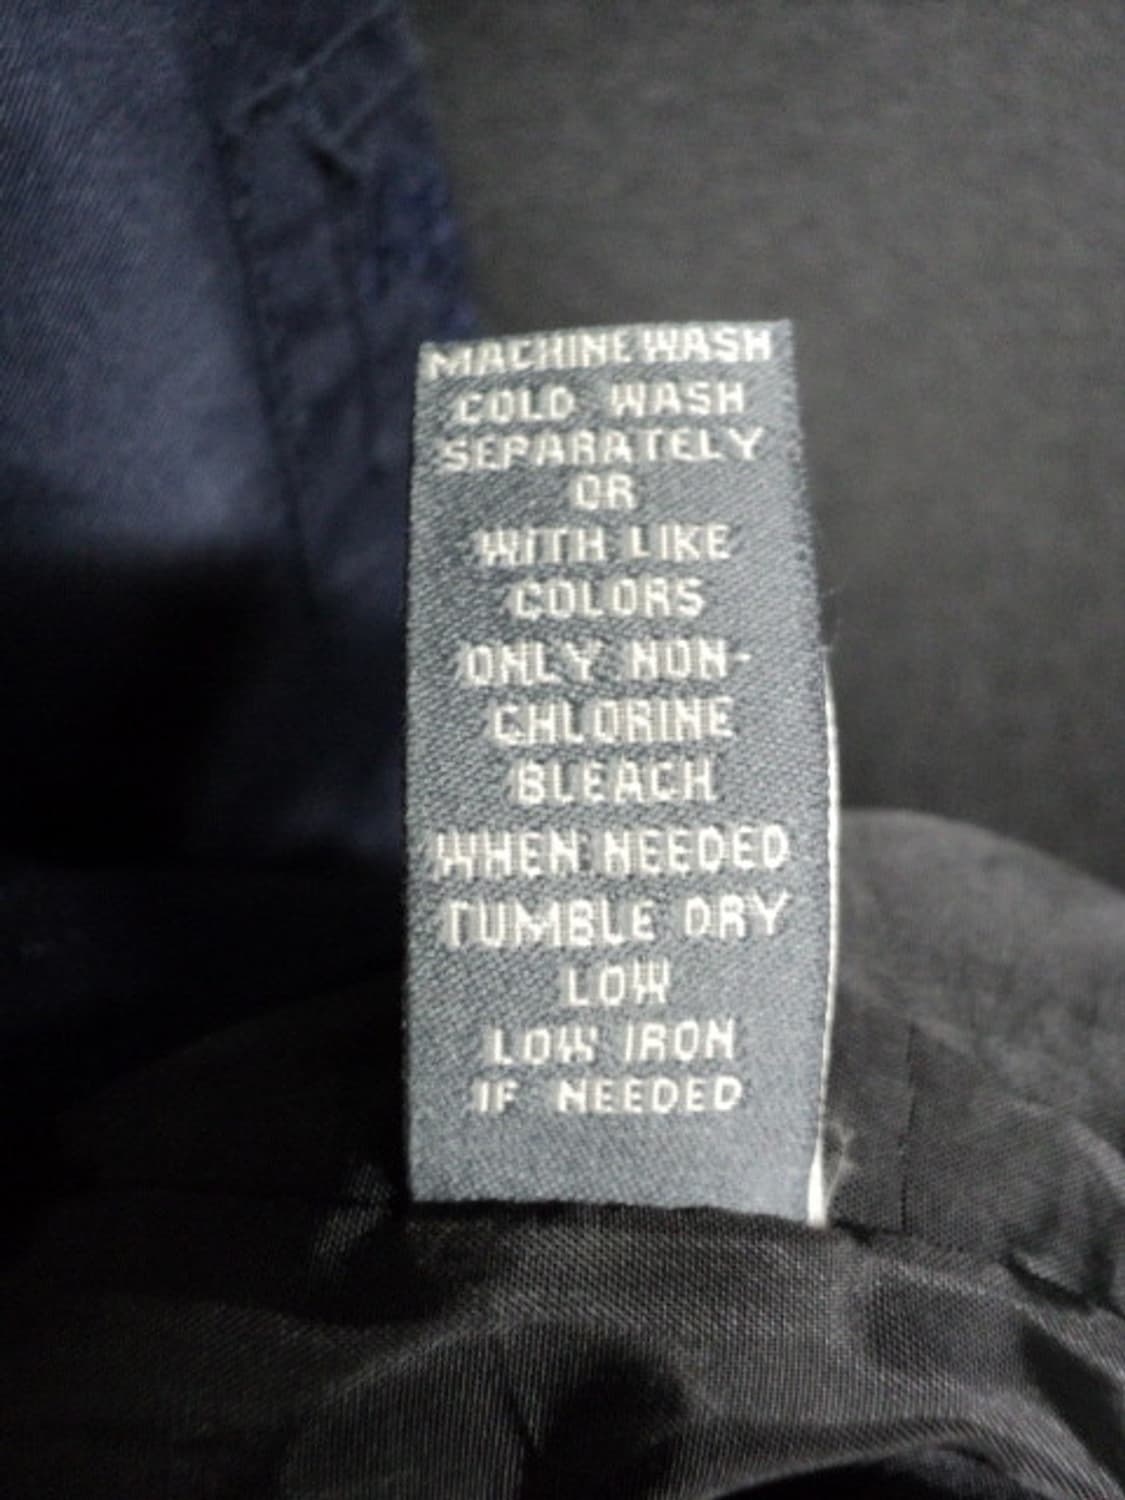 MACHINE WASH
COLD WASH
SEPARATELY
OR
WITH LIKE
COLORS
ONLY NON-
CHLORINE
BLEACH
WHEN NEEDED
TUMBLE DRY
LOW
LOW IRON
IF NEEDED